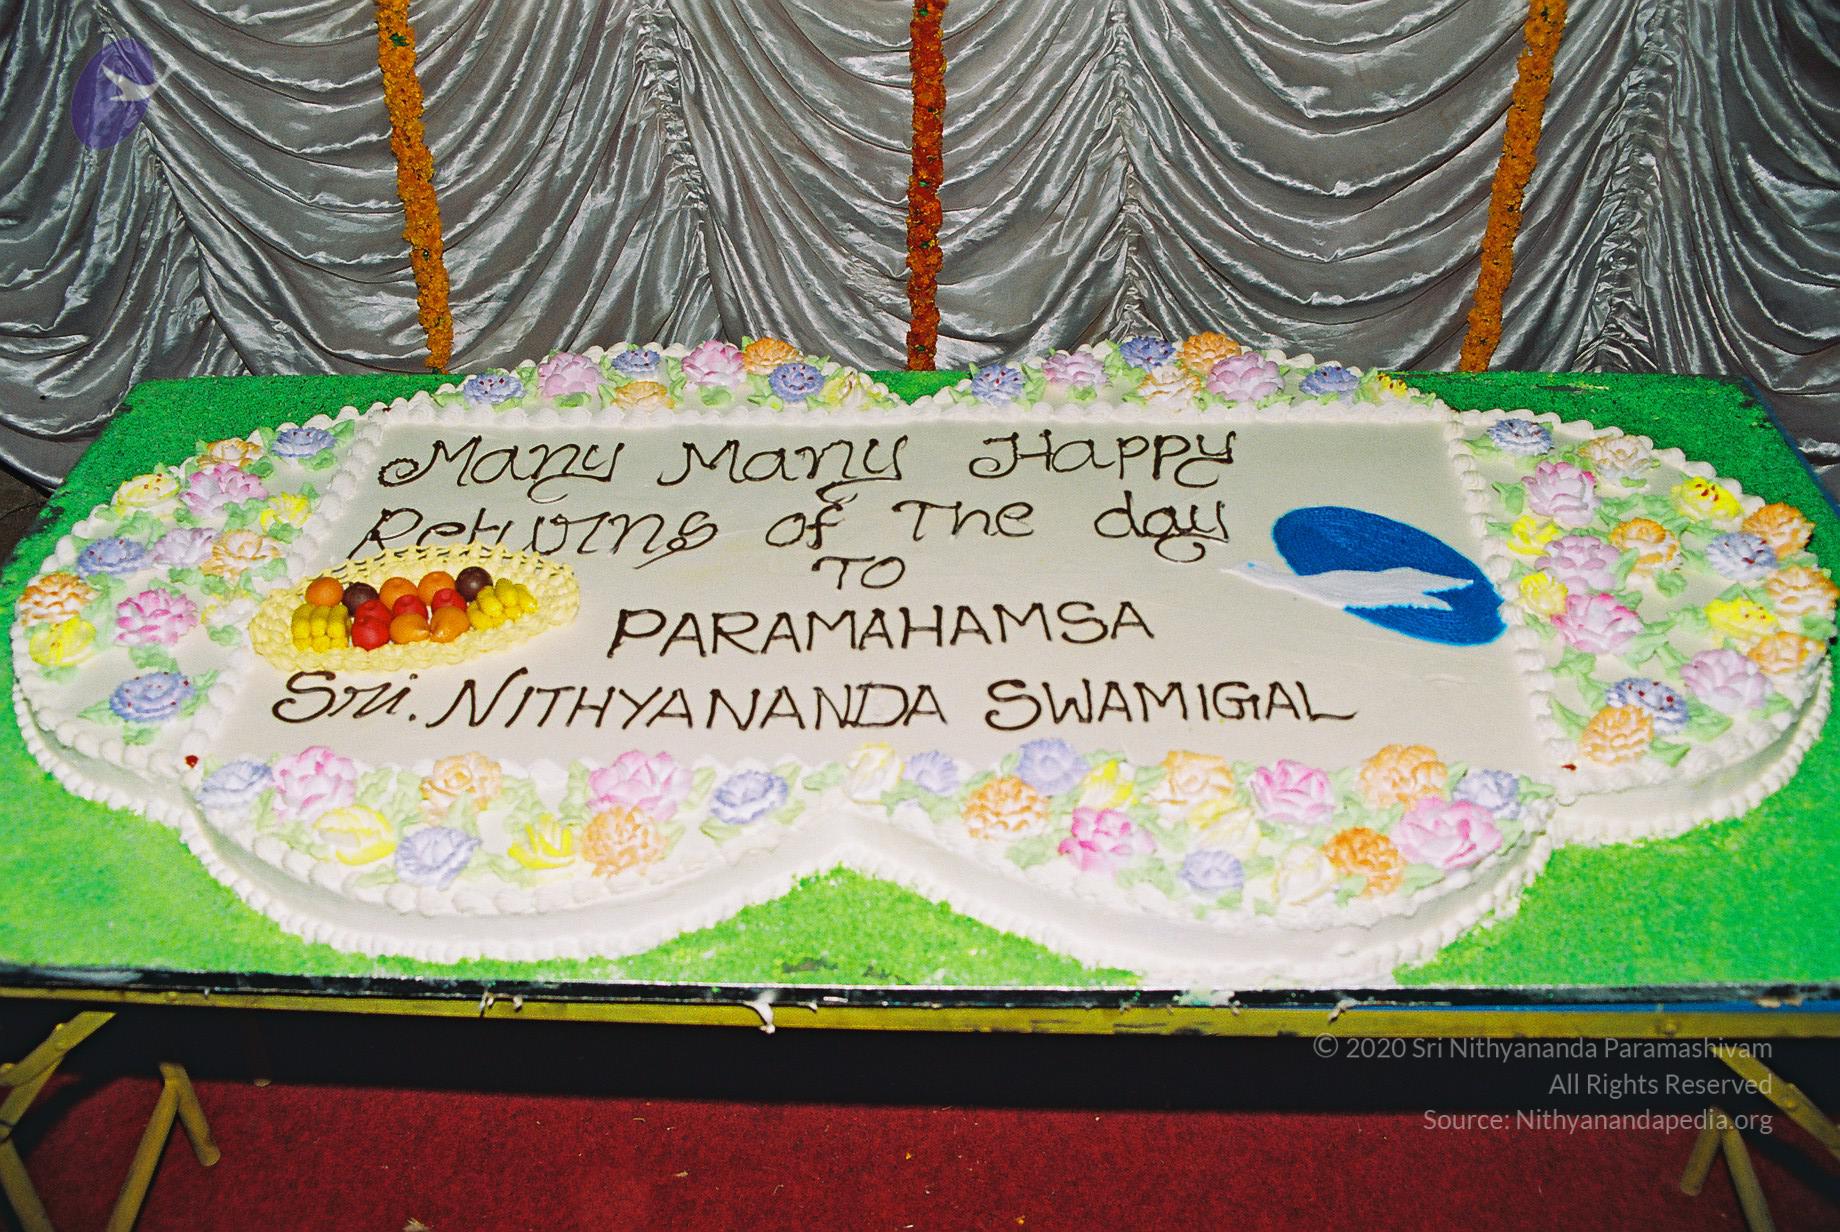 Many Many Happy
Returns of The day
TO
PARAMAHAMSA
Sri. NITHYANANDA SWAMIGAL
© 2020 Sri Nithyananda Paramashivam
All Rights Reserved
Source: Nithyanandapedia.org